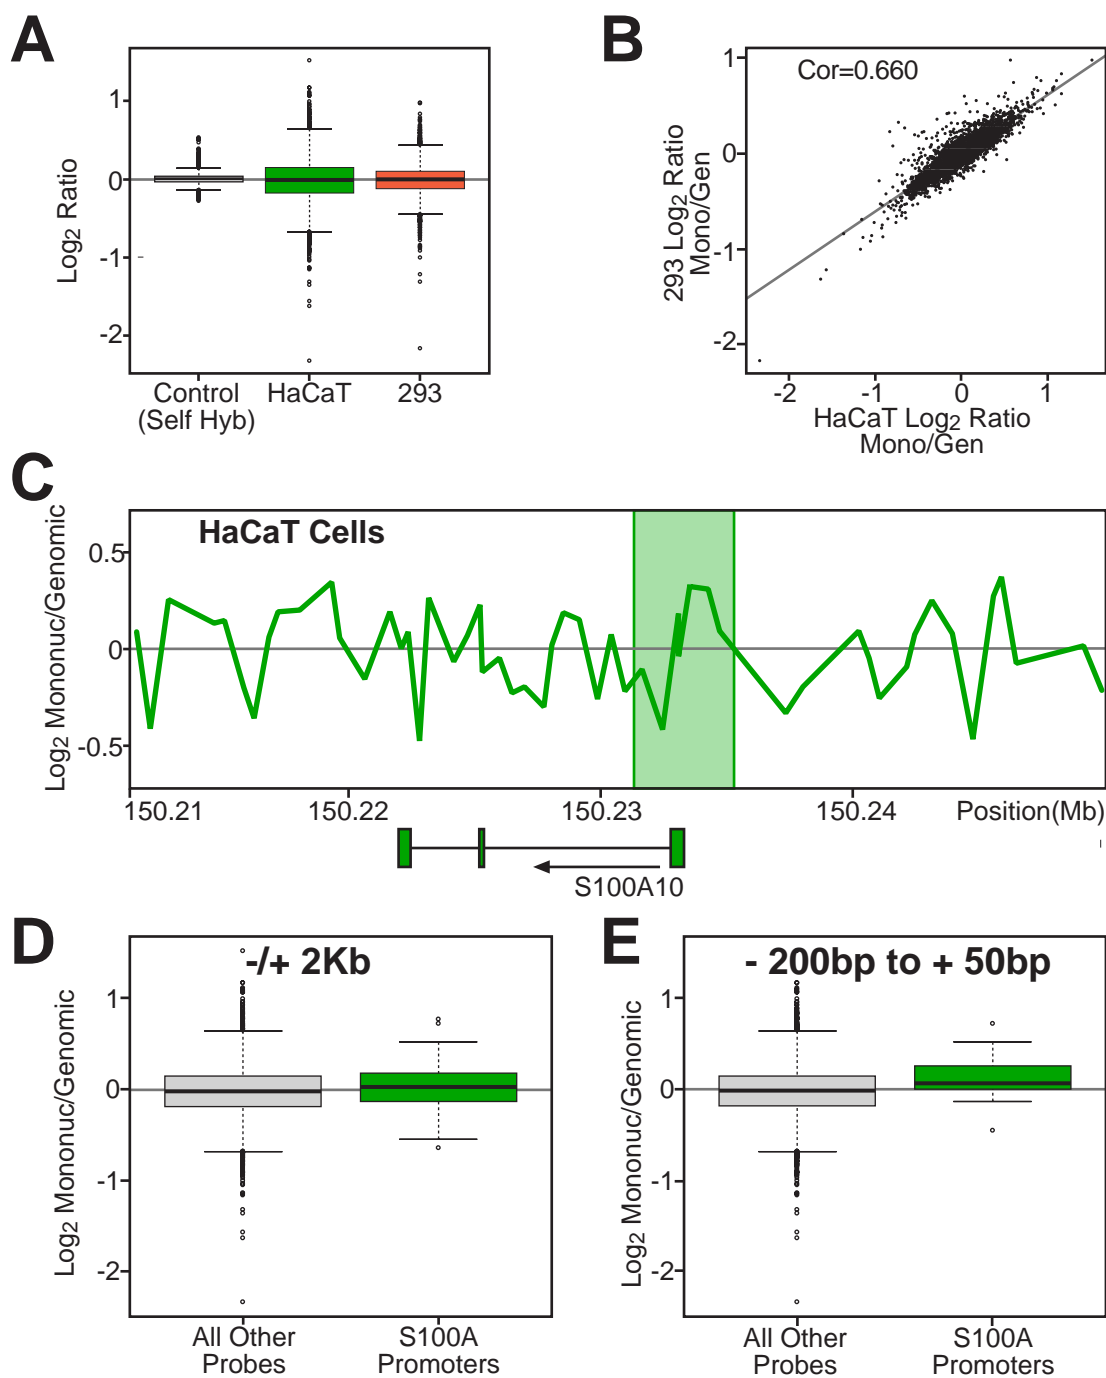 A
B
1
0
-1
-2
Log2 Ratio
Control
(Self Hyb)
HaCaT
293
Cor=0.660
1
0
-1
-2
293 Log2 Ratio
Mono/Gen
-2
-1
0
1
HaCaT Log2 Ratio
Mono/Gen
C
HaCaT Cells
0.5
0
-0.5
Log2 Mononuc/Genomic
150.21
150.22
150.23
150.24
Position(Mb)
S100A10
D
-/+ 2Kb
1
0
-1
-2
Log2 Mononuc/Genomic
All Other
Probes
S100A
Promoters
E
- 200bp to + 50bp
1
0
-1
-2
Log2 Mononuc/Genomic
All Other
Probes
S100A
Promoters